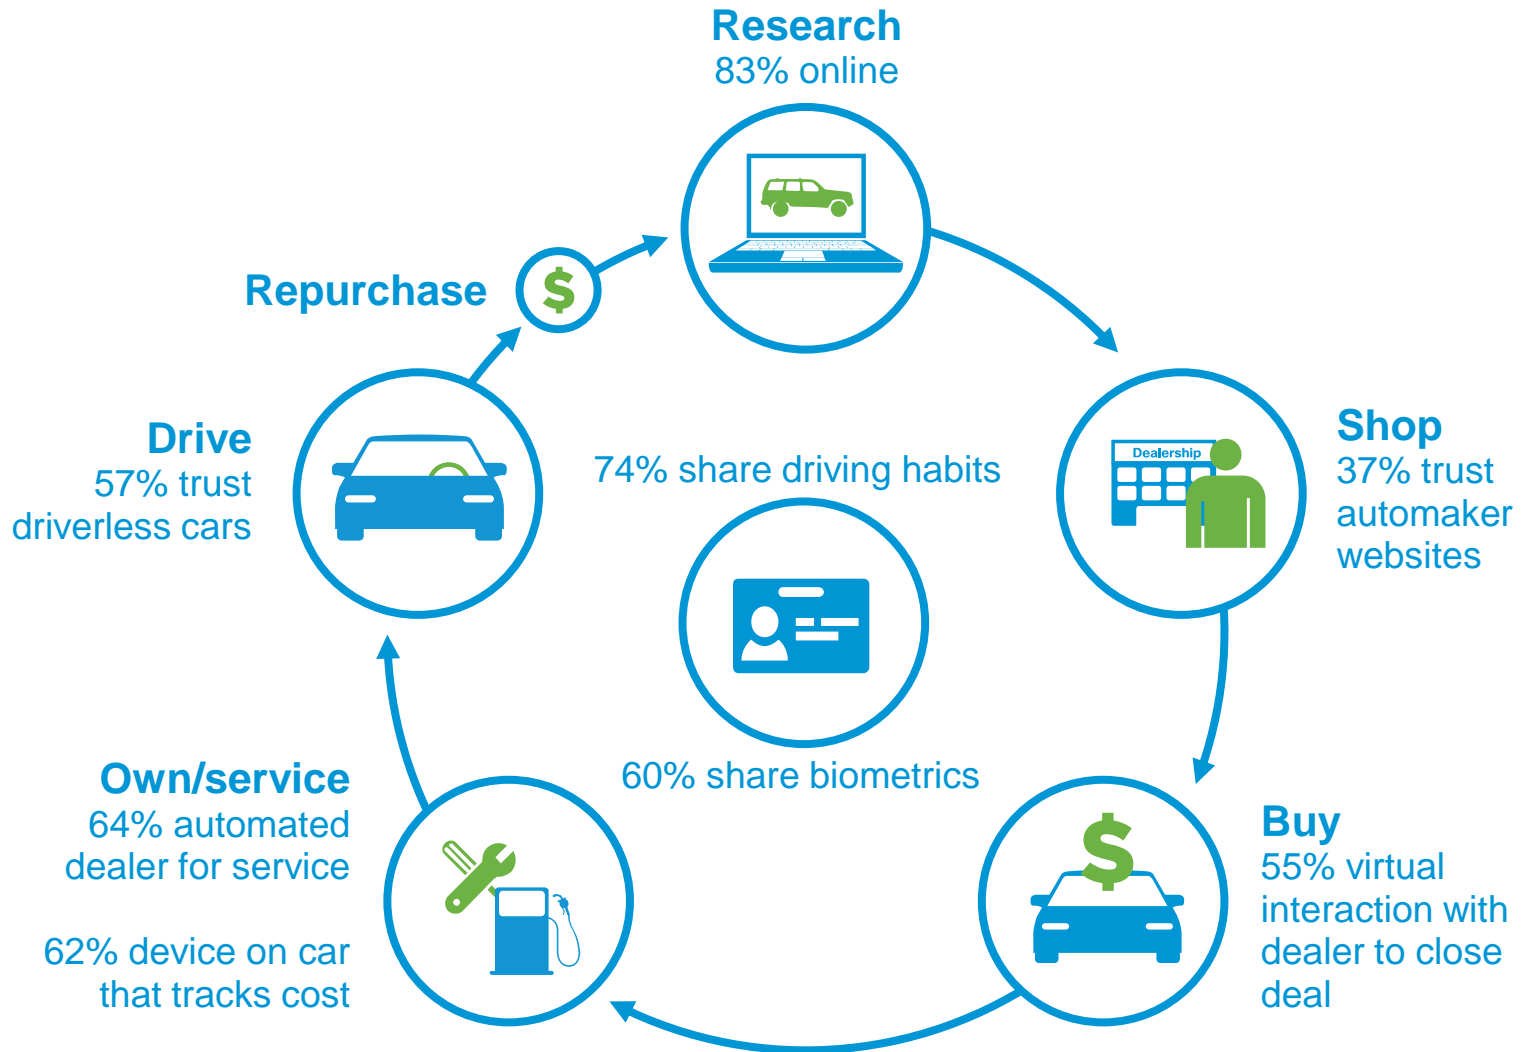 Research
83% online
Repurchase
$
Drive
57% trust
driverless cars
74% share driving habits
Dealership
Shop
37% trust
automaker
websites
60% share biometrics
Own/service
64% automated
dealer for service
62% device on car
that tracks cost
$
Buy
55% virtual
interaction with
dealer to close
deal